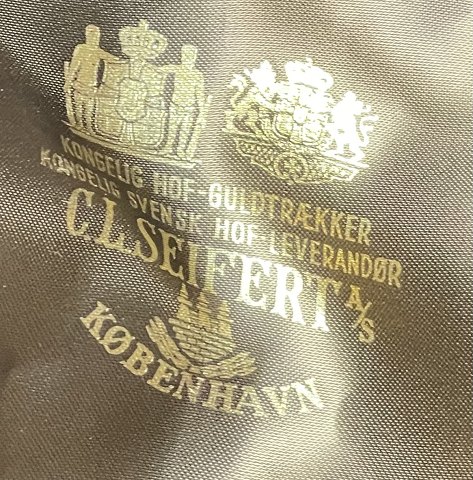 KONGELIG HOF-GULDTRÆKKER
KONGELIG SVENSK HOF-LEVERANDØR
C.L.SEIFERT A/S
KØBENHAVN